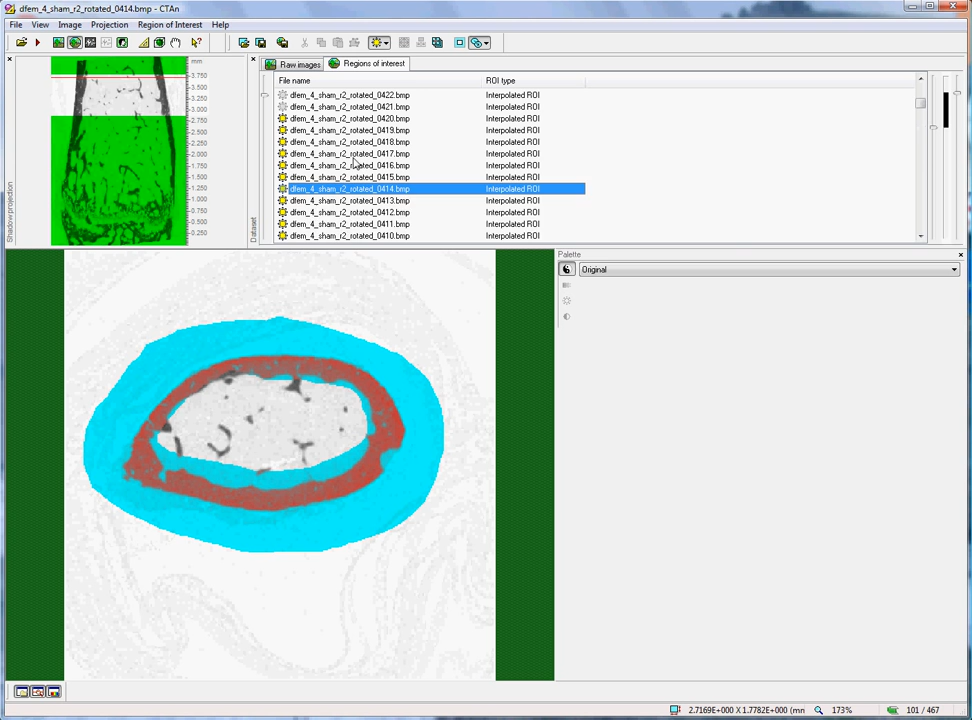 dfem_4_sham_r2_rotated_0414.bmp - CTAn
File View Image Projection Region of Interest Help
Raw images Regions of interest
File name ROI type
dfem_4_sham_r2_rotated_0422.bmp Interpolated ROI
dfem_4_sham_r2_rotated_0421.bmp Interpolated ROI
dfem_4_sham_r2_rotated_0420.bmp Interpolated ROI
dfem_4_sham_r2_rotated_0419.bmp Interpolated ROI
dfem_4_sham_r2_rotated_0418.bmp Interpolated ROI
dfem_4_sham_r2_rotated_0417.bmp Interpolated ROI
dfem_4_sham_r2_rotated_0416.bmp Interpolated ROI
dfem_4_sham_r2_rotated_0415.bmp Interpolated ROI
dfem_4_sham_r2_rotated_0414.bmp Interpolated ROI
dfem_4_sham_r2_rotated_0413.bmp Interpolated ROI
dfem_4_sham_r2_rotated_0412.bmp Interpolated ROI
dfem_4_sham_r2_rotated_0411.bmp Interpolated ROI
dfem_4_sham_r2_rotated_0410.bmp Interpolated ROI
mm
3.750
3.500
3.250
3.000
2.750
2.500
2.250
2.000
1.750
1.500
1.250
1.000
0.750
0.500
0.250
Shadow projection
Dataset
Palette
Original
2.7169E+000 X 1.7782E+000 (mm
173%
101 / 467